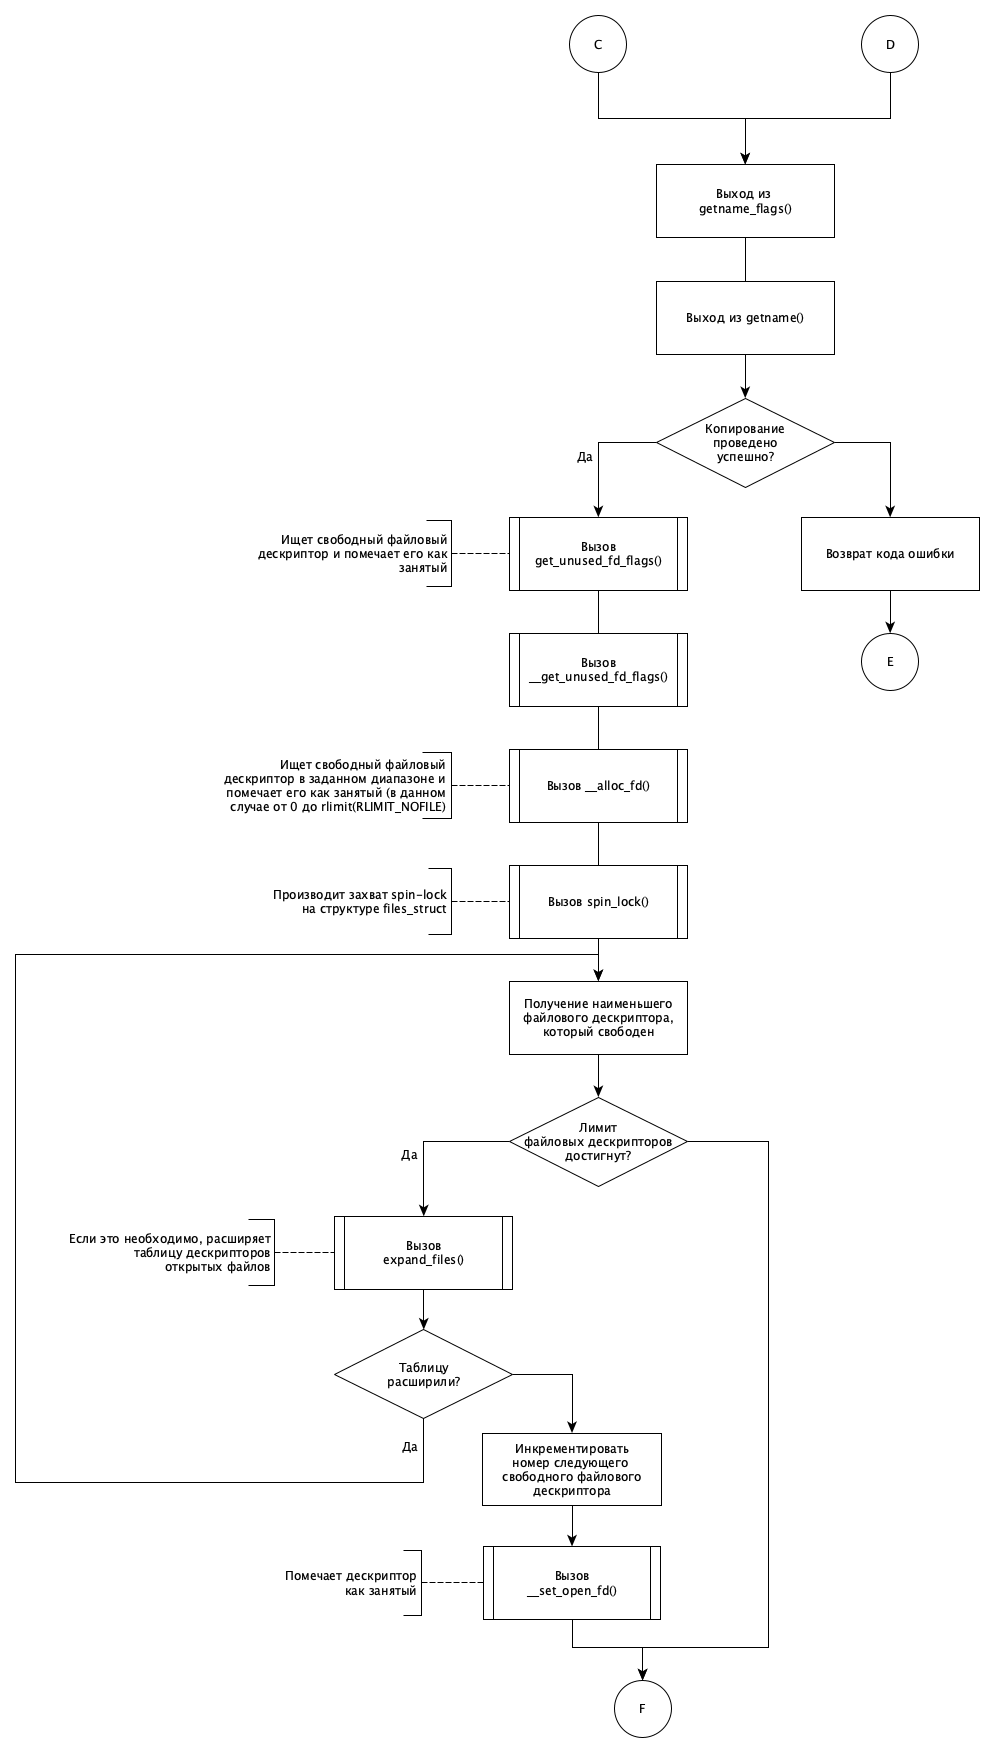 C
D
Выход из
getname_flags()
Выход из getname()
Копирование
проведено
успешно?
Да
Ищет свободный файловый
дескриптор и помечает его как
занятый
Вызов
get_unused_fd_flags()
Возврат кода ошибки
E
Вызов
__get_unused_fd_flags()
Ищет свободный файловый
дескриптор в заданном диапазоне и
помечает его как занятый (в данном
случае от 0 до rlimit(RLIMIT_NOFILE)
Вызов __alloc_fd()
Производит захват spin-lock
на структуре files_struct
Вызов spin_lock()
Получение наименьшего
файлового дескриптора,
который свободен
Лимит
файловых дескрипторов
достигнут?
Да
Если это необходимо, расширяет
таблицу дескрипторов
открытых файлов
Вызов
expand_files()
Таблицу
расширили?
Да
Инкрементировать
номер следующего
свободного файлового
дескриптора
Помечает дескриптор
как занятый
Вызов
__set_open_fd()
F